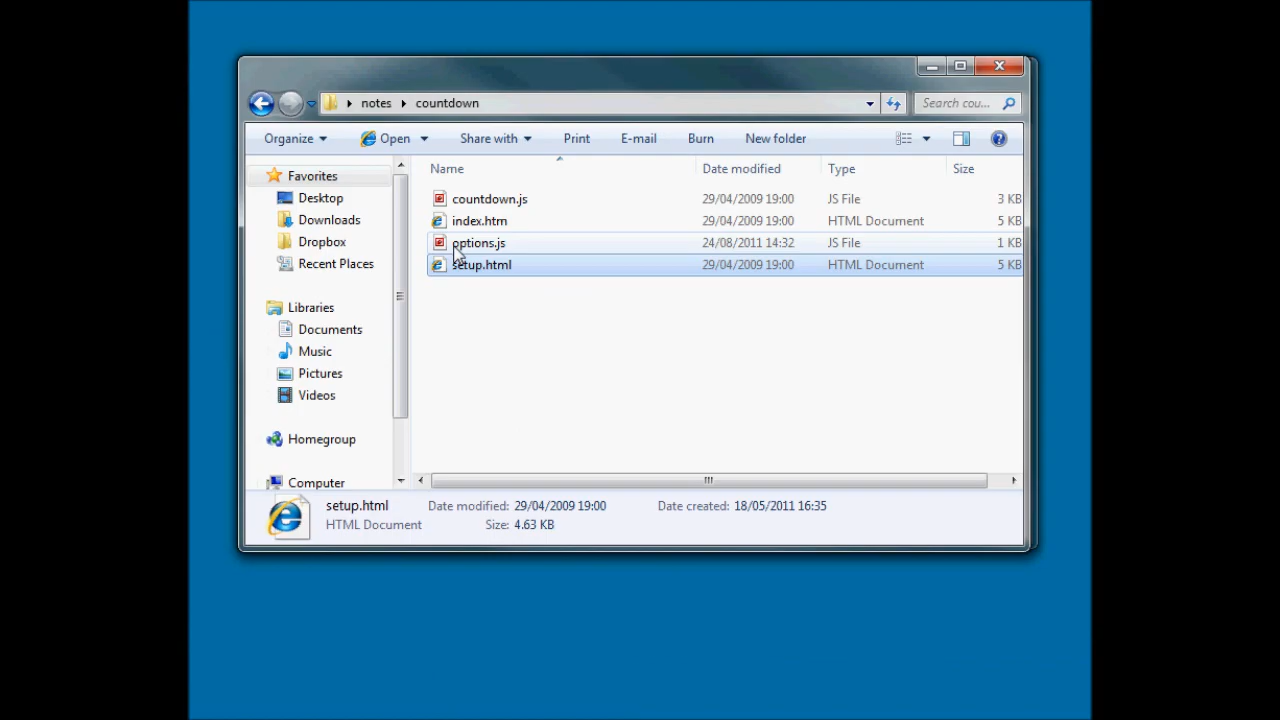 notes countdown Search cou...
Organize Open Share with Print E-mail Burn New folder
Favorites
Desktop
Downloads
Dropbox
Recent Places
Libraries
Documents
Music
Pictures
Videos
Homegroup
Computer
Name Date modified Type Size
countdown.js 29/04/2009 19:00 JS File 3 KB
index.htm 29/04/2009 19:00 HTML Document 5 KB
options.js 24/08/2011 14:32 JS File 1 KB
setup.html 29/04/2009 19:00 HTML Document 5 KB
setup.html Date modified: 29/04/2009 19:00 Date created: 18/05/2011 16:35
HTML Document Size: 4.63 KB